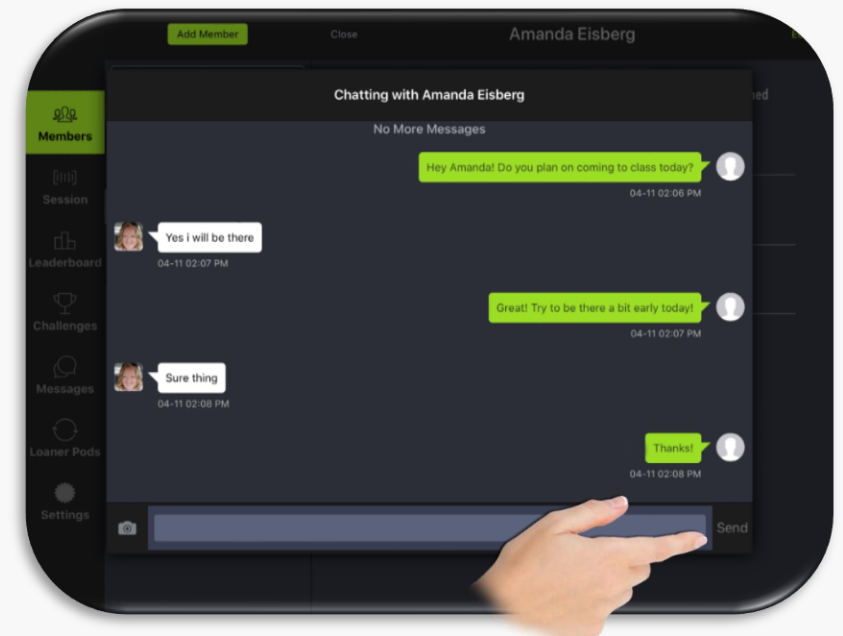 Add Member
Close
Amanda Eisberg
Chatting with Amanda Eisberg
No More Messages
Members
Session
Leaderboard
Challenges
Messages
Loaner Pods
Settings
Hey Amanda! Do you plan on coming to class today?
04-11 02:06 PM
Yes i will be there
04-11 02:07 PM
Great! Try to be there a bit early today!
04-11 02:07 PM
Sure thing
04-11 02:08 PM
Thanks!
04-11 02:08 PM
Send